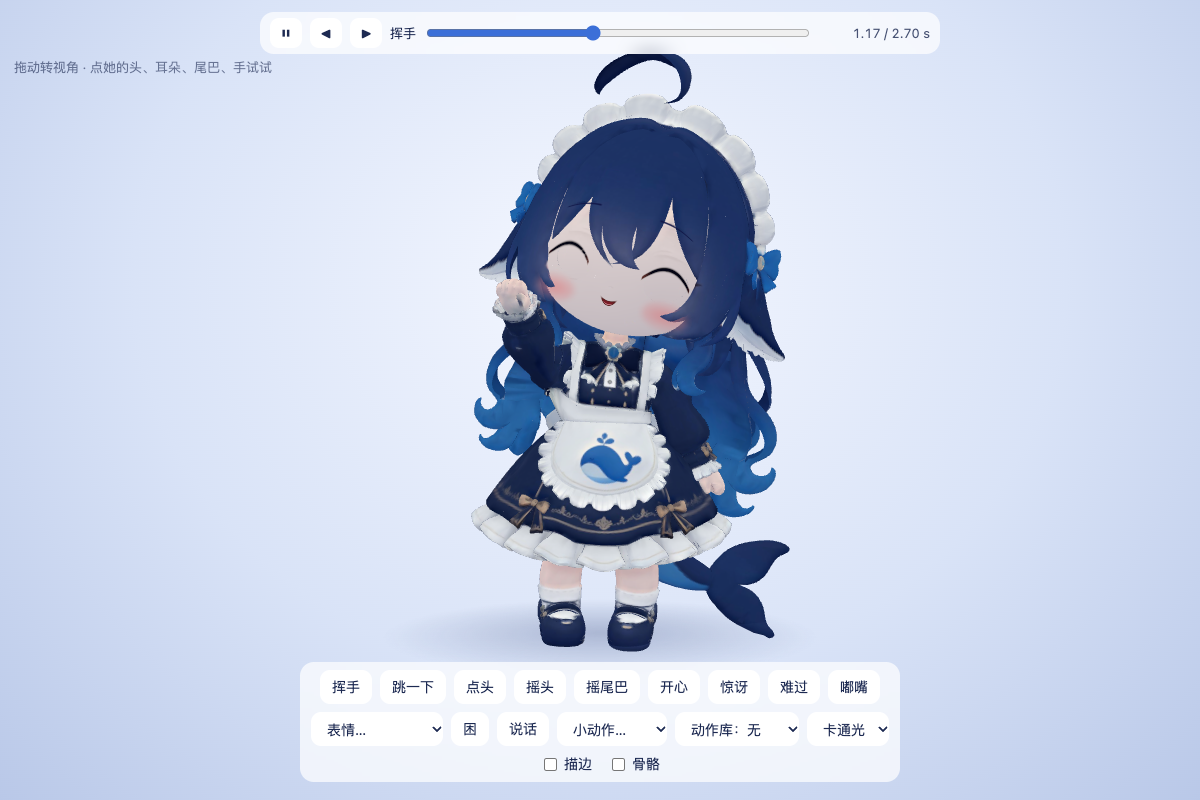 挥手 1.17 / 2.70 s
拖动转视角 · 点她的头、耳朵、尾巴、手试试
挥手 跳一下 点头 摇头 摇尾巴 开心 惊讶 难过 嘟嘴
表情... 困 说话 小动作... 动作库：无 卡通光
描边 骨骼